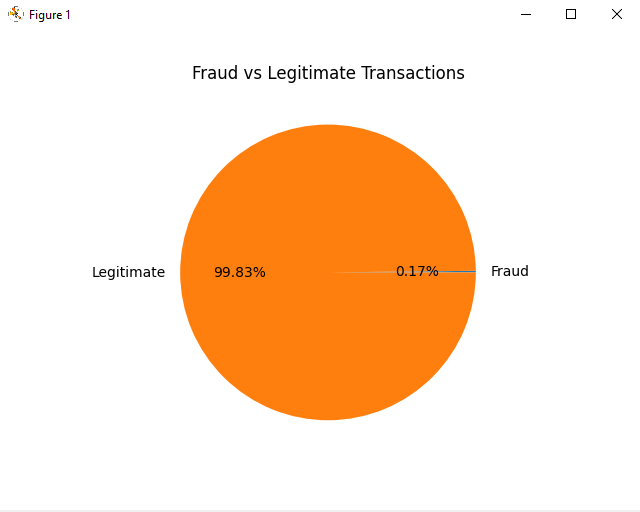 Figure 1
Fraud vs Legitimate Transactions
Legitimate
99.83%
0.17%
Fraud